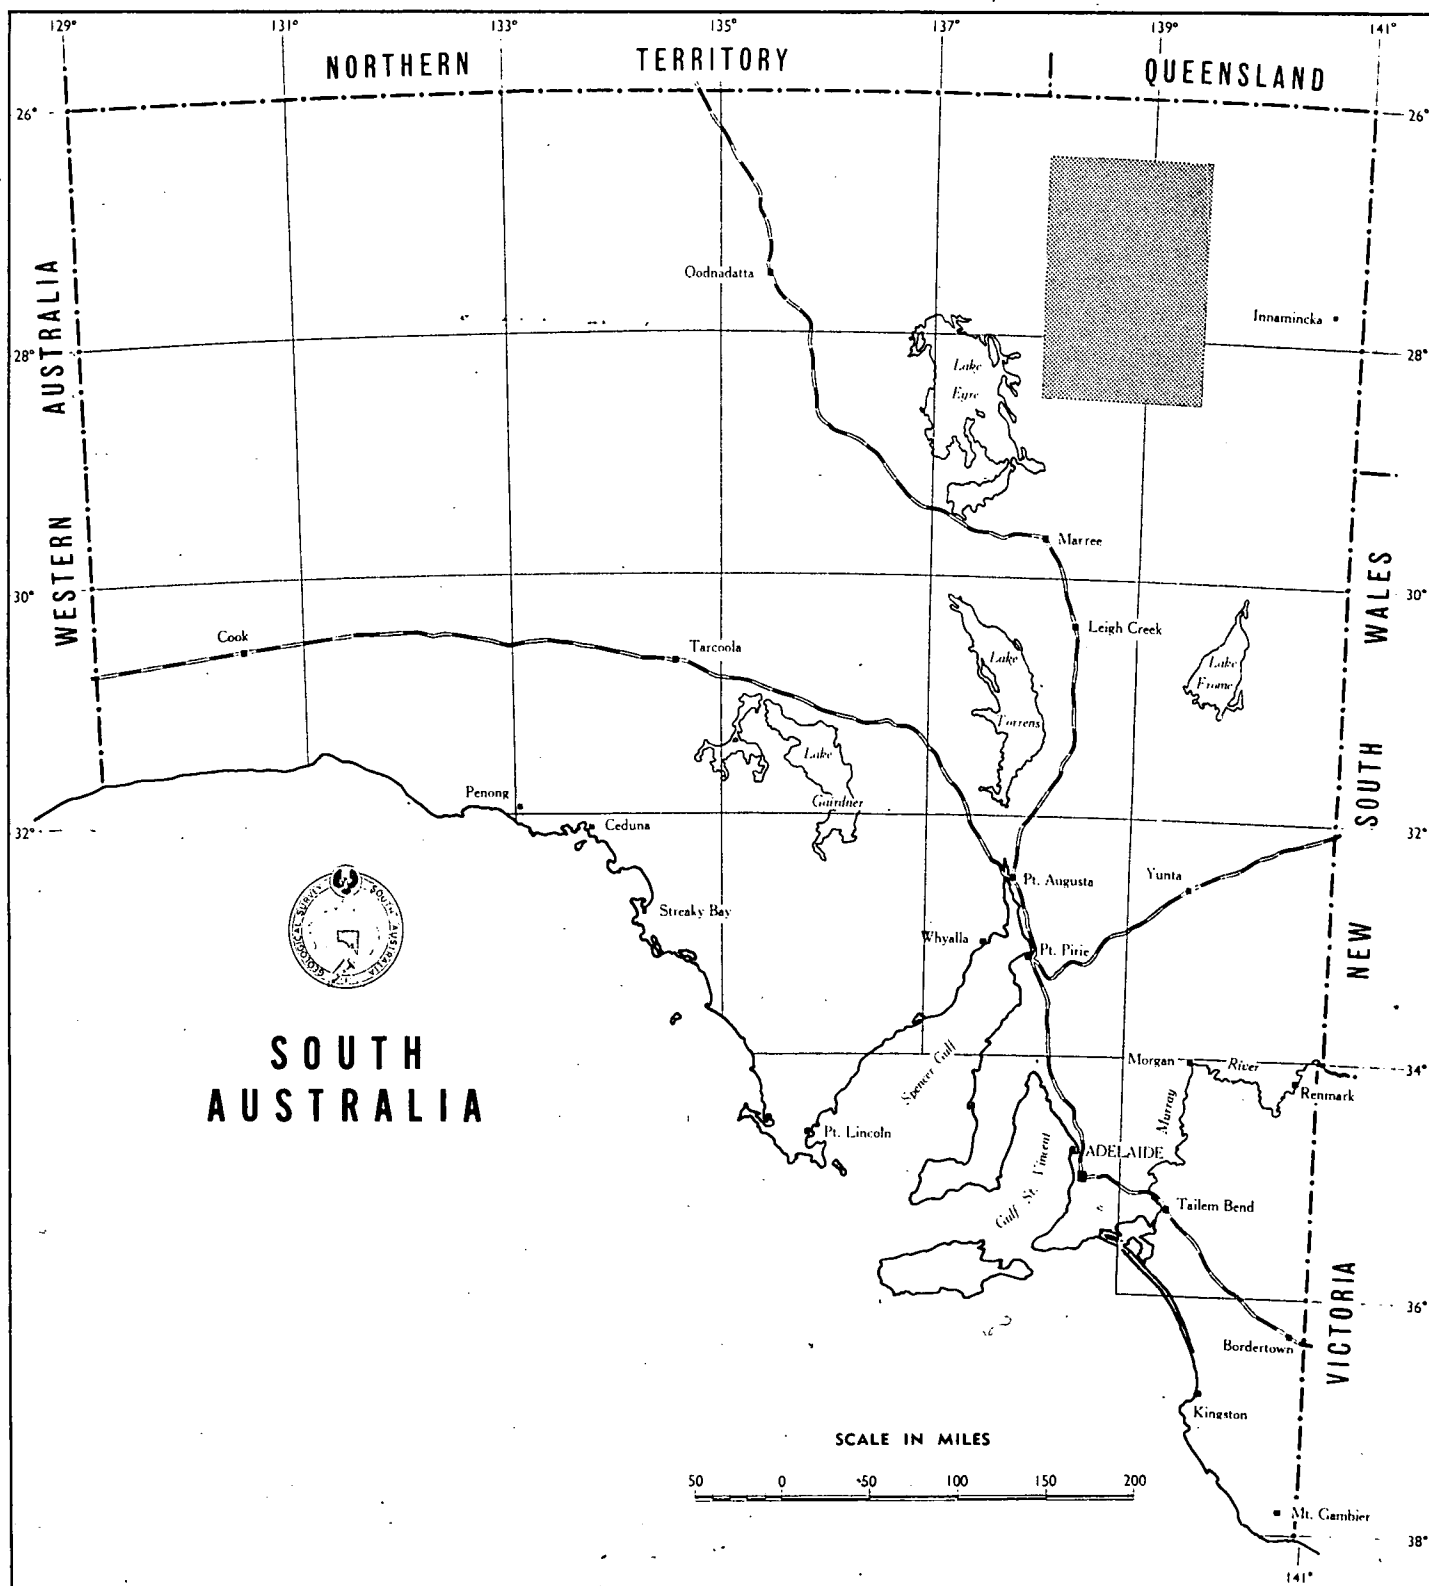 129° 131° 133° 135° 137° 139° 141°
NORTHERN TERRITORY QUEENSLAND
26° 26°
Oodnadatta
Innamincka
28° 28°
Lake
Eyre
WESTERN AUSTRALIA
Marree
30° 30°
Leigh Creek
Cook
Tarcoola
Lake
Torrens
Lake
Frome
Lake
Gairdner
Penong
Ceduna
32° 32°
NEW SOUTH WALES
Pt. Augusta
Yunta
Streaky Bay
Whyalla
Pt. Pirie
GEOLOGICAL SURVEY SOUTH AUSTRALIA
SOUTH
AUSTRALIA
Spencer Gulf
Morgan
River
Murray
34°
Renmark
Pt. Lincoln
ADELAIDE
Gulf St. Vincent
Tailem Bend
36°
VICTORIA
Bordertown
Kingston
SCALE IN MILES
50 0 50 100 150 200
Mt. Gambier
38°
141°